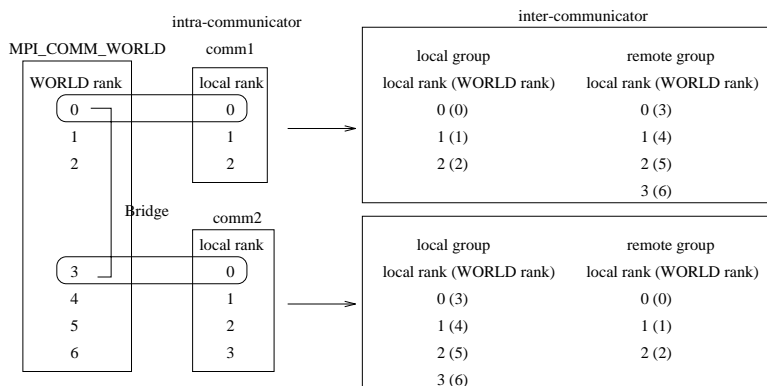 intra-communicator
inter-communicator
MPI_COMM_WORLD
comm1
WORLD rank
0
1
2
3
4
5
6
Bridge
local rank
0
1
2
local group
local rank (WORLD rank)
0 (0)
1 (1)
2 (2)
remote group
local rank (WORLD rank)
0 (3)
1 (4)
2 (5)
3 (6)
comm2
local rank
0
1
2
3
local group
local rank (WORLD rank)
0 (3)
1 (4)
2 (5)
3 (6)
remote group
local rank (WORLD rank)
0 (0)
1 (1)
2 (2)